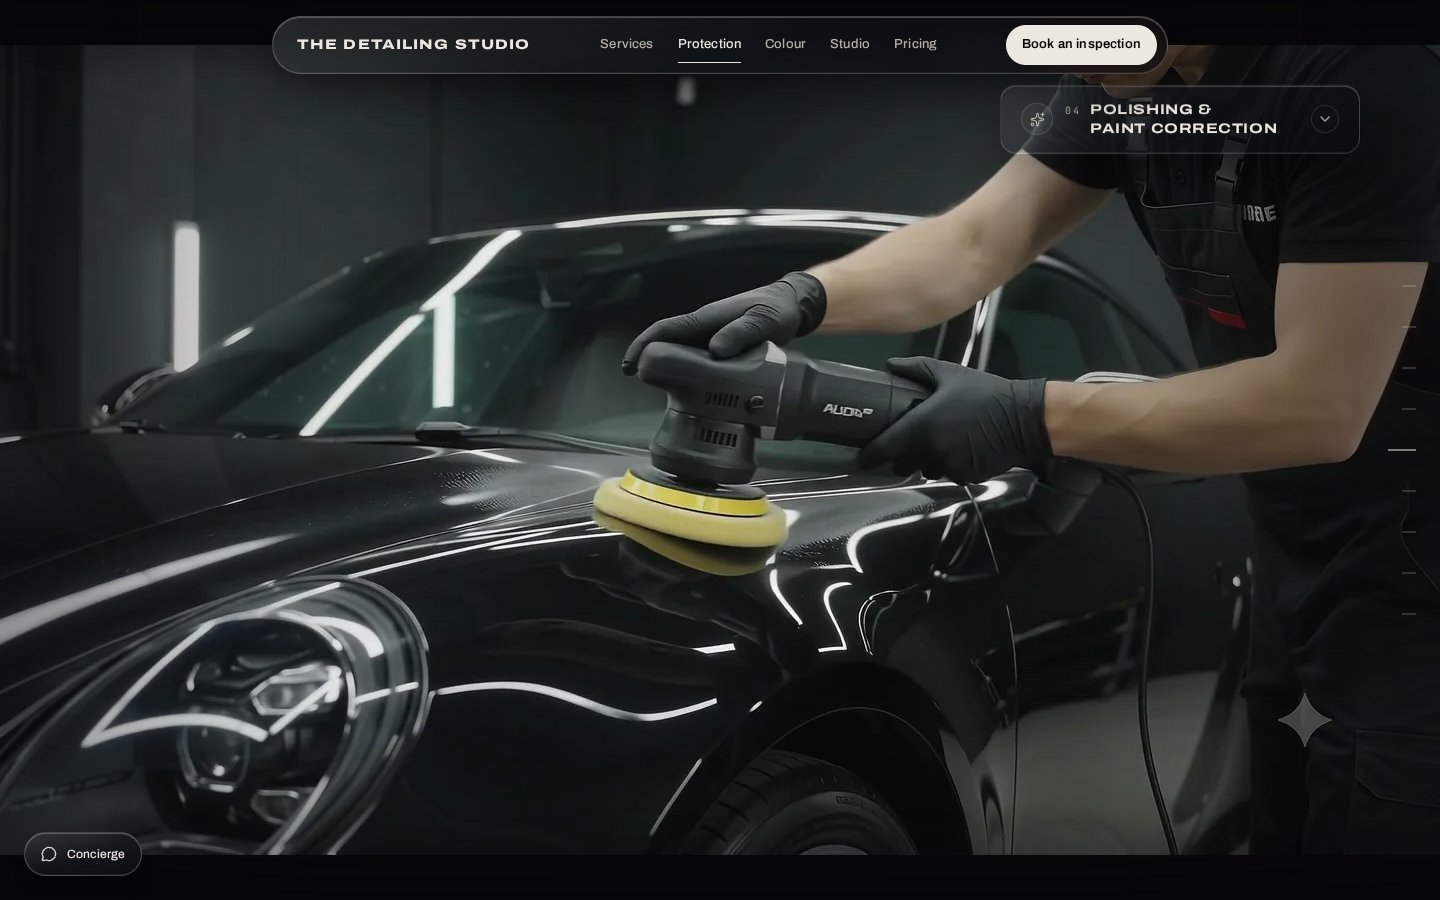 THE DETAILING STUDIO
Services
Protection
Colour
Studio
Pricing
Book an inspection
04
POLISHING &
PAINT CORRECTION
Concierge